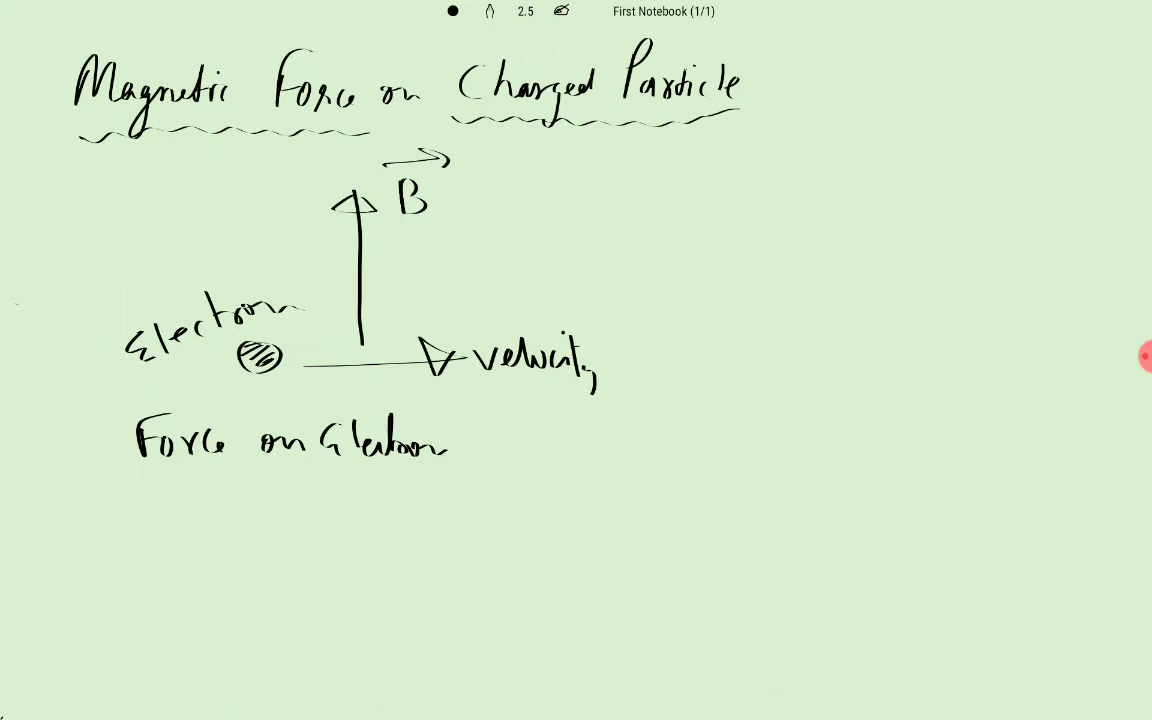 2.5 First Notebook (1/1)
Magnetic Force on Charged Particle
B
Electron
velocity
Force on Electron